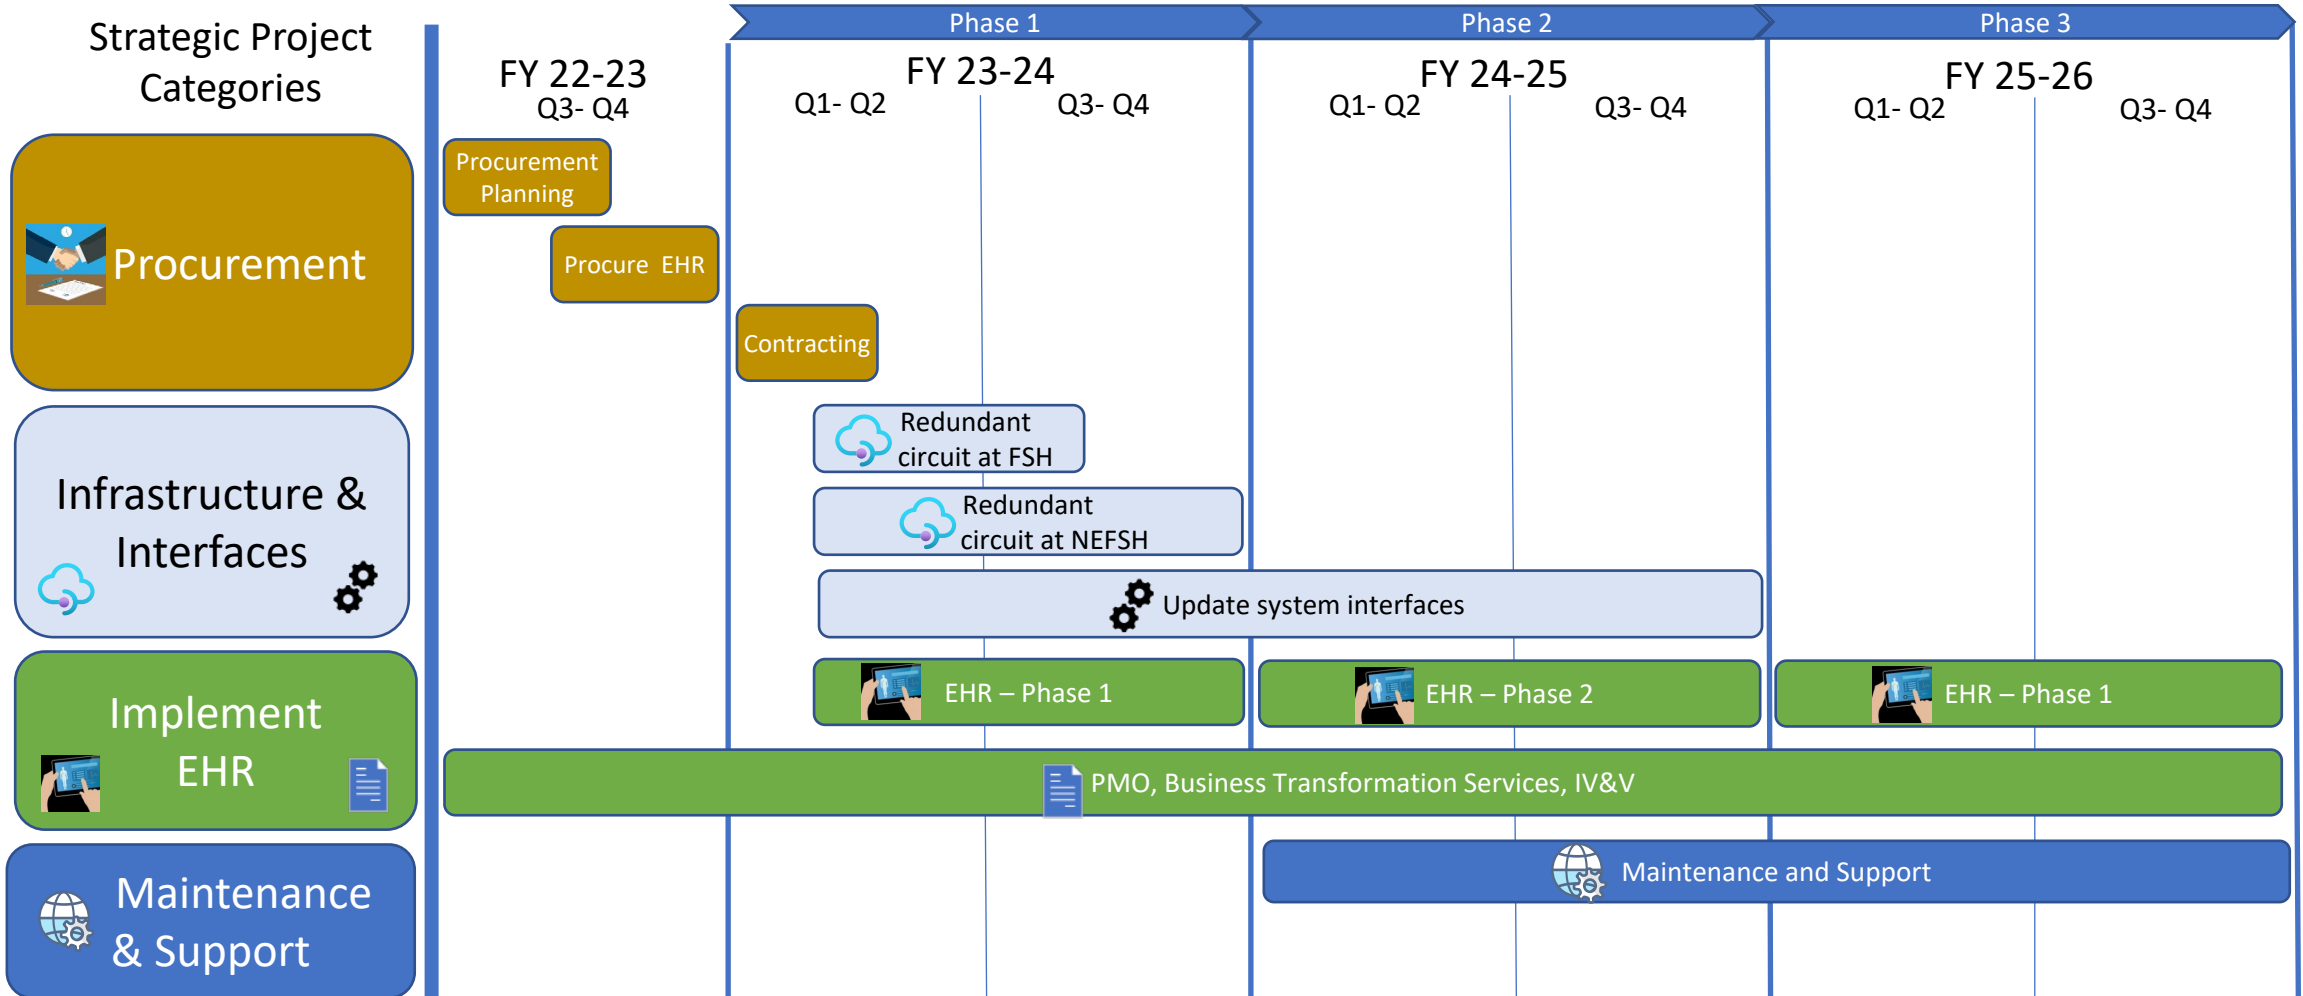 Phase 1
Phase 2
Phase 3
Strategic Project
Categories
FY 22-23
Q3- Q4
FY 23-24
Q1- Q2
Q3- Q4
FY 24-25
Q1- Q2
Q3- Q4
FY 25-26
Q1- Q2
Q3- Q4
Procurement
Procurement
Planning
Procure EHR
Contracting
Infrastructure &
Interfaces
Redundant
circuit at FSH
Redundant
circuit at NEFSH
Update system interfaces
Implement
EHR
EHR – Phase 1
EHR – Phase 2
EHR – Phase 1
PMO, Business Transformation Services, IV&V
Maintenance
& Support
Maintenance and Support